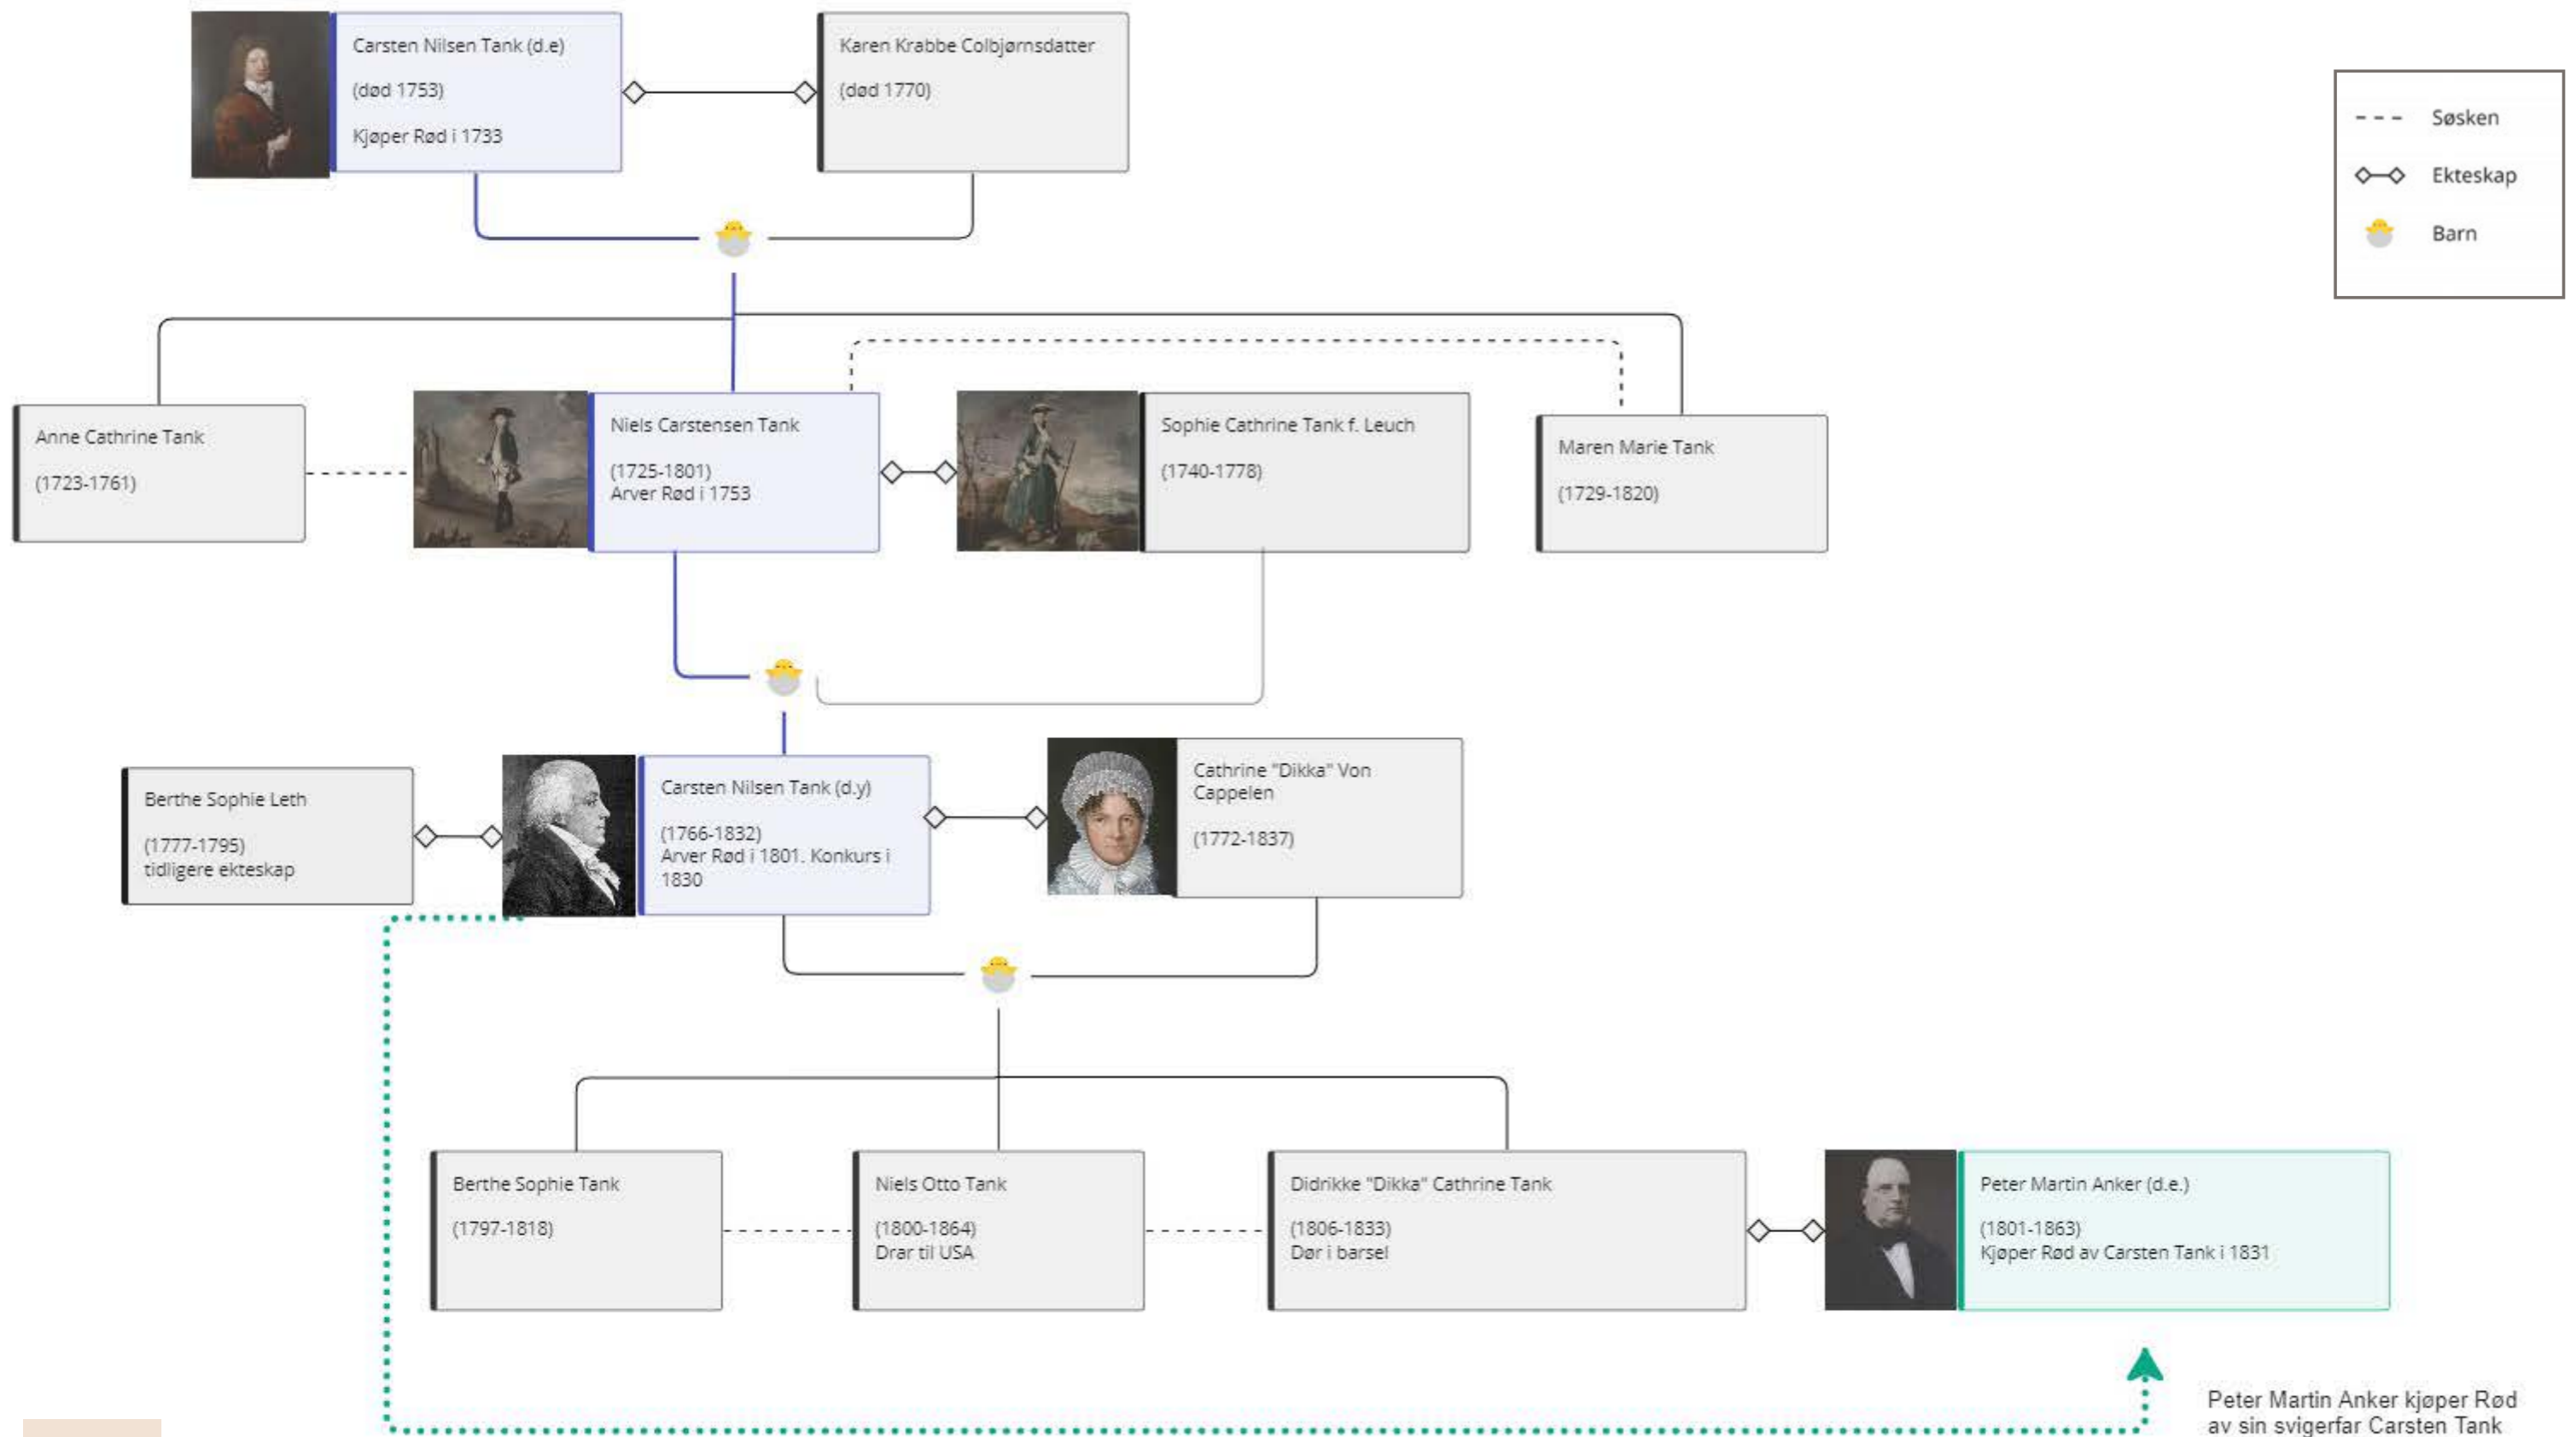 Carsten Nilsen Tank (d.e)
(død 1753)
Kjøper Rød i 1733
Karen Krabbe Colbjørnsdatter
(død 1770)
Søsken
Ekteskap
Barn
Anne Cathrine Tank
(1723-1761)
Niels Carstensen Tank
(1725-1801)
Arver Rød i 1753
Sophie Cathrine Tank f. Leuch
(1740-1778)
Maren Marie Tank
(1729-1820)
Berthe Sophie Leth
(1777-1795)
tidligere ekteskap
Carsten Nilsen Tank (d.y)
(1766-1832)
Arver Rød i 1801. Konkurs i
1830
Cathrine "Dikka" Von
Cappelen
(1772-1837)
Berthe Sophie Tank
(1797-1818)
Niels Otto Tank
(1800-1864)
Drar til USA
Didrikke "Dikka" Cathrine Tank
(1806-1833)
Dør i barsel
Peter Martin Anker (d.e.)
(1801-1863)
Kjøper Rød av Carsten Tank i 1831
Peter Martin Anker kjøper Rød
av sin svigerfar Carsten Tank